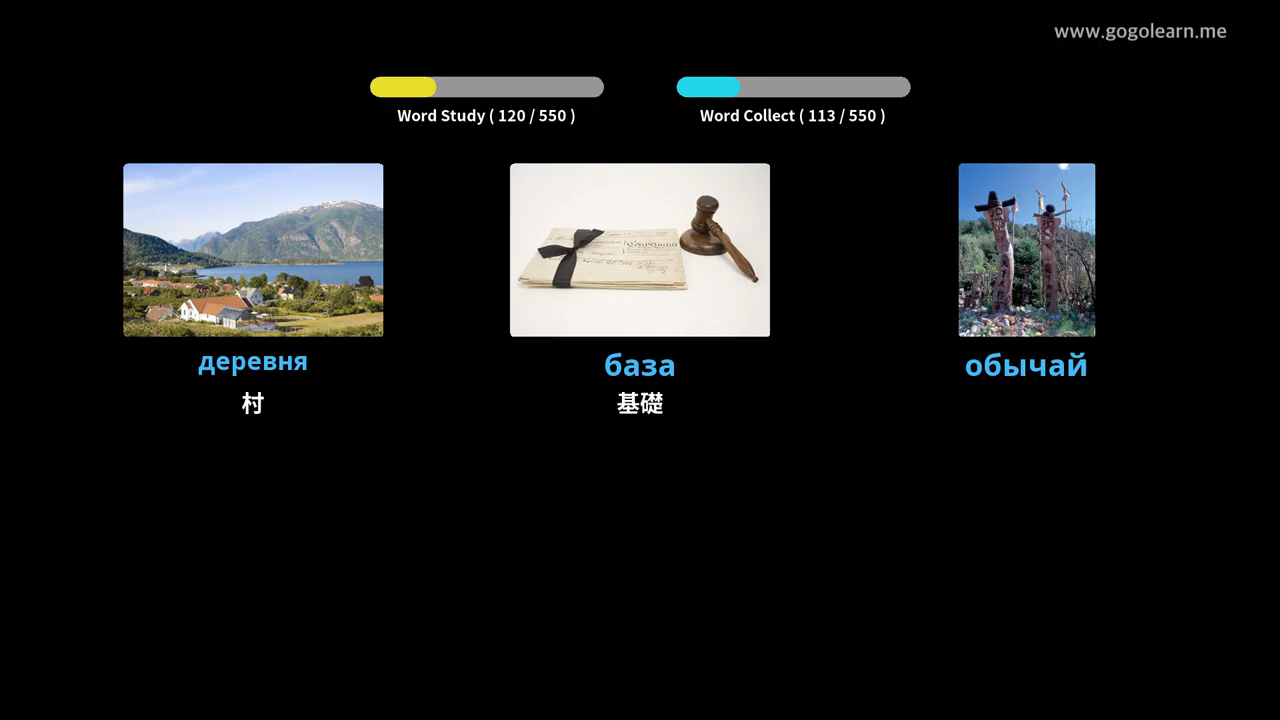 www.gogolearn.me
Word Study ( 120 / 550 )
Word Collect ( 113 / 550 )
деревня
база
обычай
村
基礎